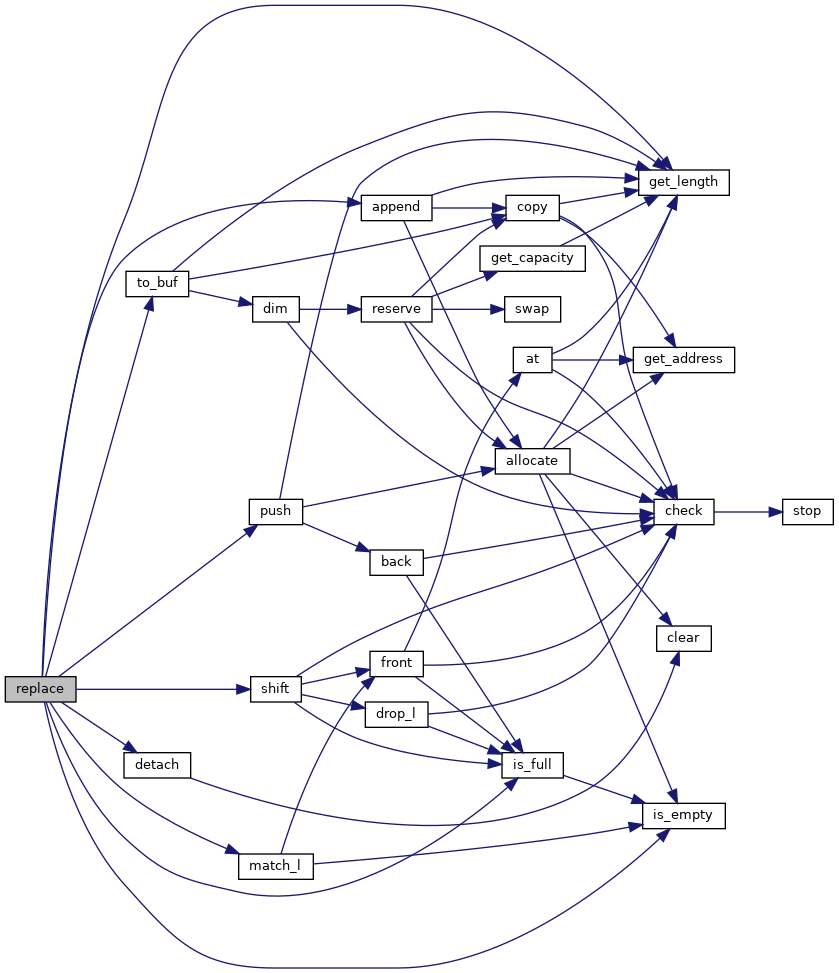 get_length
append
copy
get_capacity
to_buf
dim
reserve
swap
at
get_address
allocate
push
check
stop
back
clear
front
replace
shift
drop_l
detach
is_full
is_empty
match_l